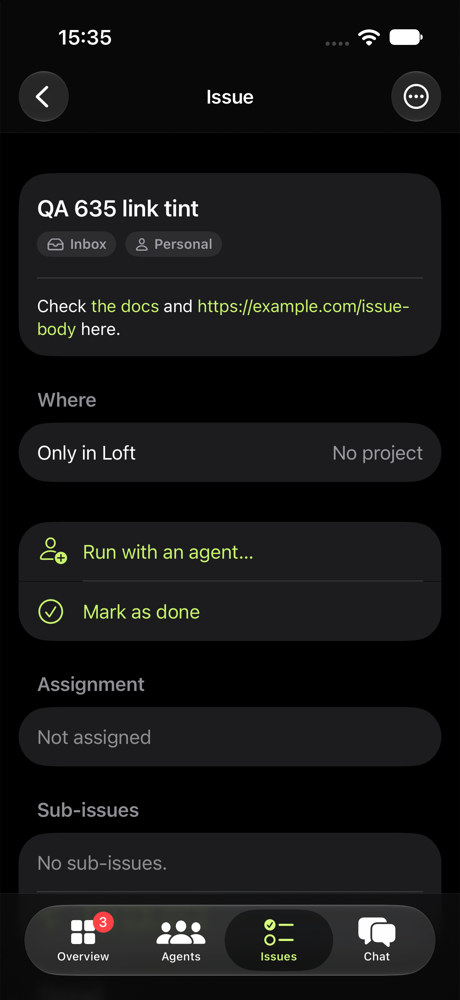 15:35
Issue
QA 635 link tint
Inbox
Personal
Check the docs and https://example.com/issue-
body here.
Where
Only in Loft
No project
Run with an agent...
Mark as done
Assignment
Not assigned
Sub-issues
No sub-issues.
3
Overview
Agents
Issues
Chat